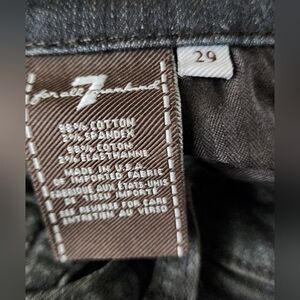 7
for all mankind
29
98% COTTON
2% SPANDEX
98% COTON
2% ELASTHANNE
MADE IN U.S.A.
IMPORTED FABRIC
FABRIQUÉ AUX ÉTATS-UNIS
TISSU IMPORTÉ
SEE REVERSE FOR CARE
ENTRETIEN AU VERSO